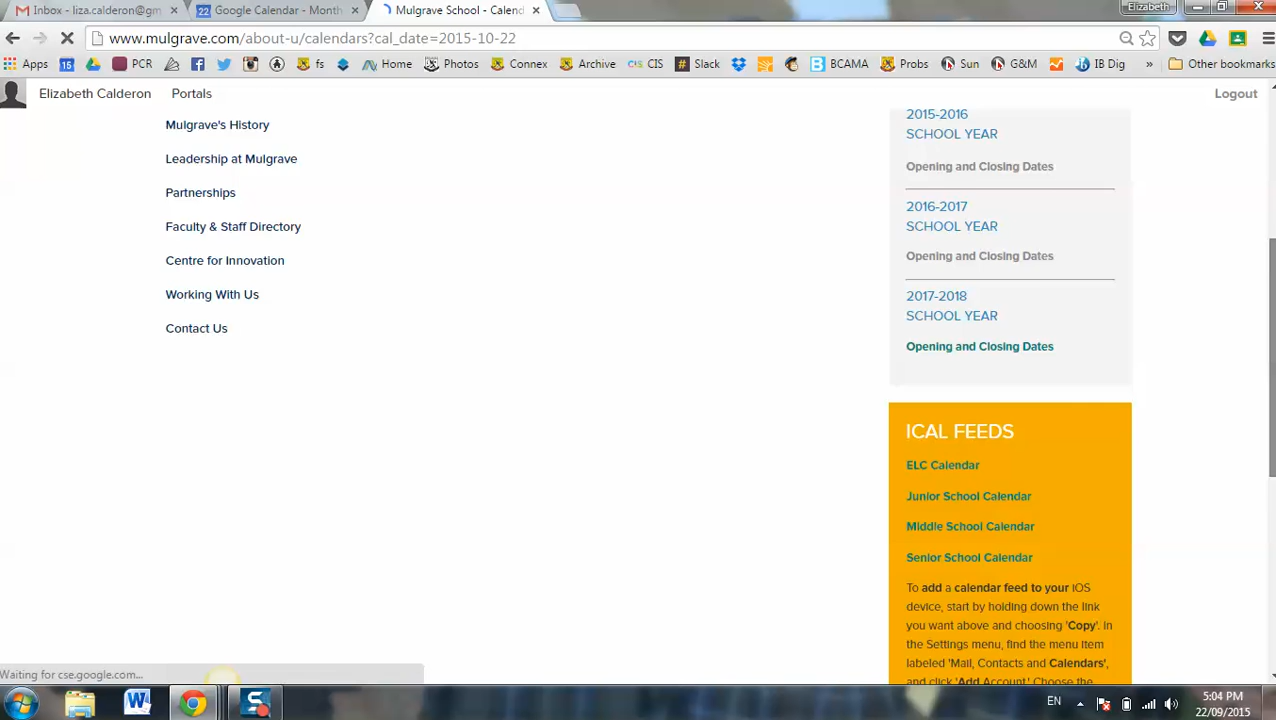 Inbox - liza.calderon@gm
Google Calendar - Month
Mulgrave School - Calend
Elizabeth
www.mulgrave.com/about-u/calendars?cal_date=2015-10-22
Apps
15
PCR
fs
Home
Photos
Connex
Archive
CIS
Slack
BCAMA
Probs
Sun
G&M
IB Dig
»
Other bookmarks
Elizabeth Calderon
Portals
Logout
Mulgrave's History
Leadership at Mulgrave
Partnerships
Faculty & Staff Directory
Centre for Innovation
Working With Us
Contact Us
2015-2016
SCHOOL YEAR
Opening and Closing Dates
2016-2017
SCHOOL YEAR
Opening and Closing Dates
2017-2018
SCHOOL YEAR
Opening and Closing Dates
ICAL FEEDS
ELC Calendar
Junior School Calendar
Middle School Calendar
Senior School Calendar
To add a calendar feed to your iOS
device, start by holding down the link
you want above and choosing 'Copy'. In
the Settings menu, find the menu item
labeled 'Mail, Contacts and Calendars',
and click 'Add Account.' Choose the
Waiting for cse.google.com...
EN
5:04 PM
22/09/2015